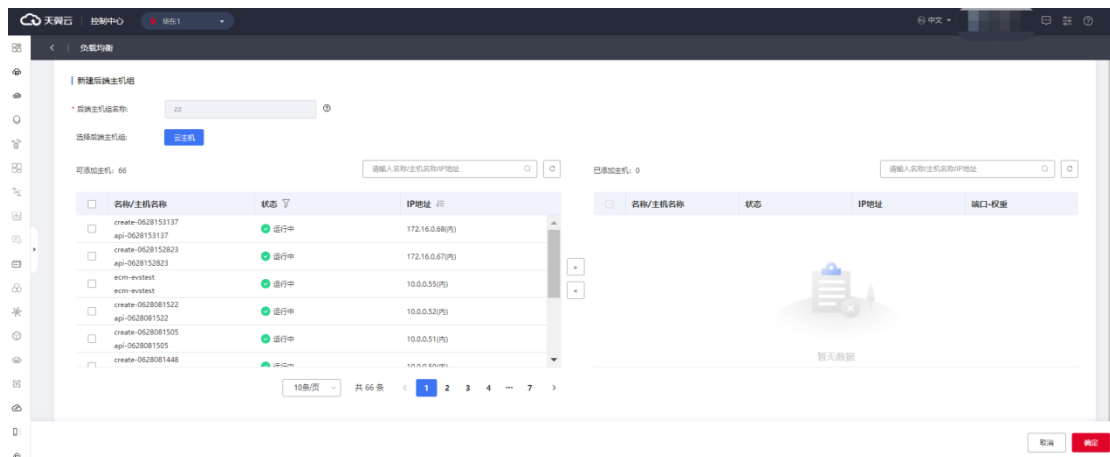 天翼云 控制中心 华东1 中文
负载均衡
新建后端主机组
* 后端主机组名称: zz
选择后端主机组: 云主机
可添加主机: 66 请输入名称/主机名称/IP地址 已添加主机: 0 请输入名称/主机名称/IP地址
名称/主机名称 状态 IP地址 名称/主机名称 状态 IP地址 端口-权重
create-0628153137
api-0628153137 运行中 172.16.0.68(内)
create-0628152823
api-0628152823 运行中 172.16.0.67(内)
ecm-evstest
ecm-evstest 运行中 10.0.0.55(内)
create-0628081522
api-0628081522 运行中 10.0.0.52(内)
create-0628081505
api-0628081505 运行中 10.0.0.51(内)
create-0628081448
运行中 10.0.0.50(内)
暂无数据
10条/页 共 66 条 < 1 2 3 4 ··· 7 >
取消 确定